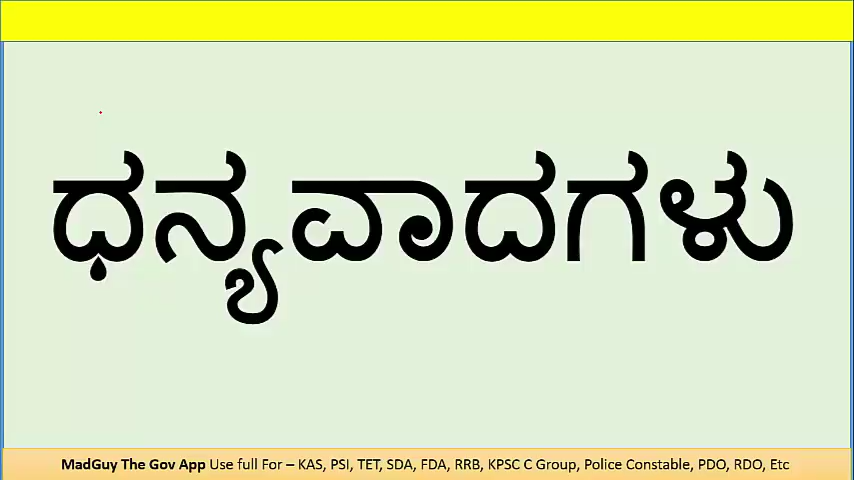 ಧನ್ಯವಾದಗಳು
MadGuy The Gov App Use full For – KAS, PSI, TET, SDA, FDA, RRB, KPSC C Group, Police Constable, PDO, RDO, Etc